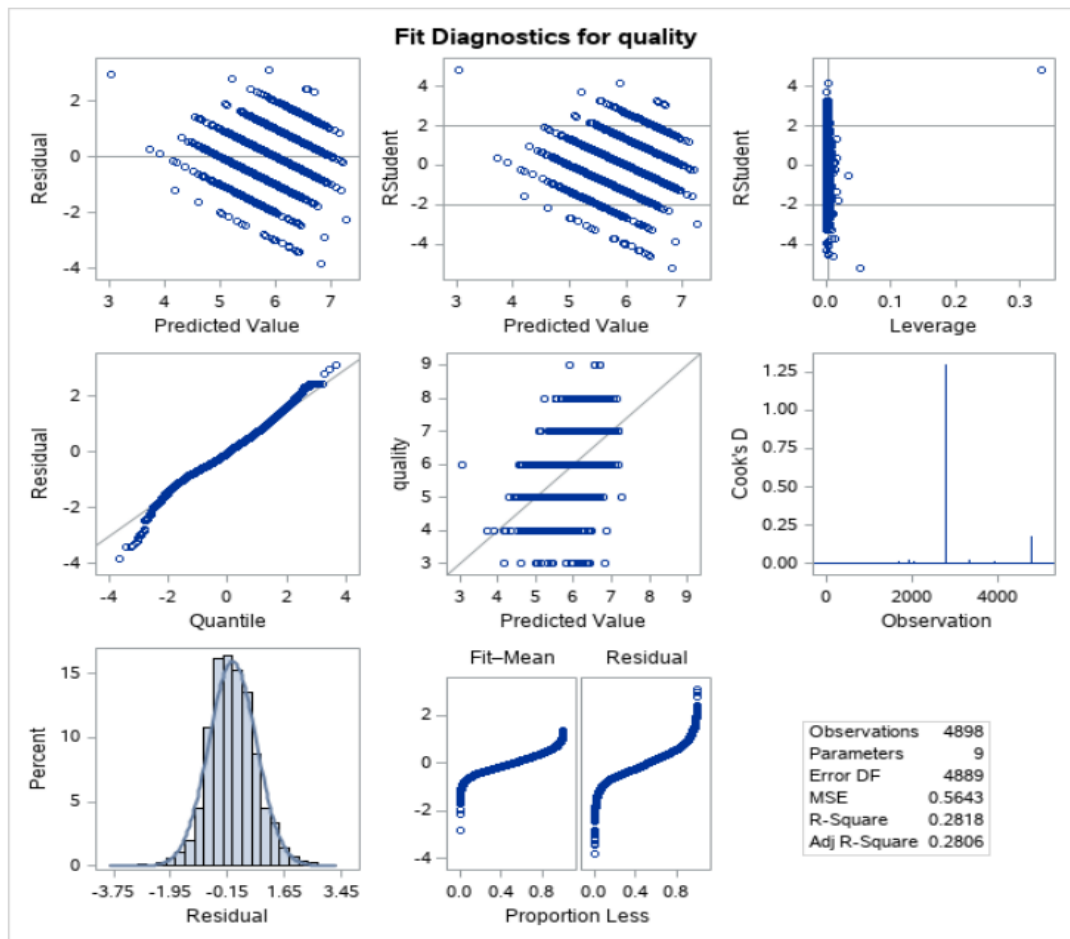 Fit Diagnostics for quality
Residual
2
0
-2
-4
3 4 5 6 7
Predicted Value
RStudent
4
2
0
-2
-4
3 4 5 6 7
Predicted Value
RStudent
4
2
0
-2
-4
0.0 0.1 0.2 0.3
Leverage
Residual
2
0
-2
-4
-4 -2 0 2 4
Quantile
quality
9
8
7
6
5
4
3
3 4 5 6 7 8 9
Predicted Value
Cook's D
1.25
1.00
0.75
0.50
0.25
0.00
0 2000 4000
Observation
Percent
15
10
5
0
-3.75 -1.95 -0.15 1.65 3.45
Residual
Fit–Mean Residual
2
0
-2
-4
0.0 0.4 0.8 0.0 0.4 0.8
Proportion Less
Observations 4898
Parameters 9
Error DF 4889
MSE 0.5643
R-Square 0.2818
Adj R-Square 0.2806